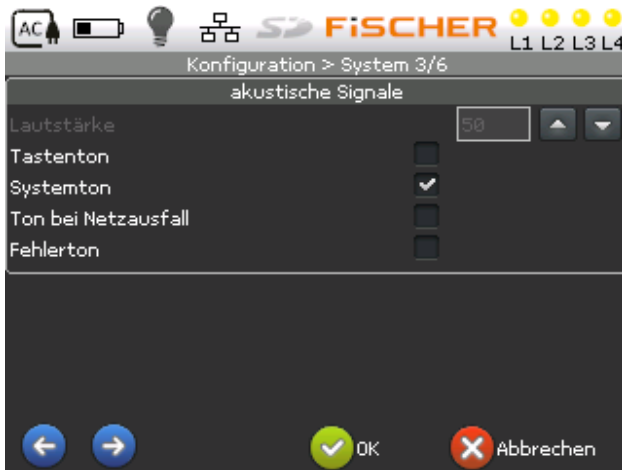 AC SD FiSCHER L1 L2 L3 L4
Konfiguration > System 3/6
akustische Signale
Lautstärke 50
Tastenton
Systemton
Ton bei Netzausfall
Fehlerton
OK Abbrechen